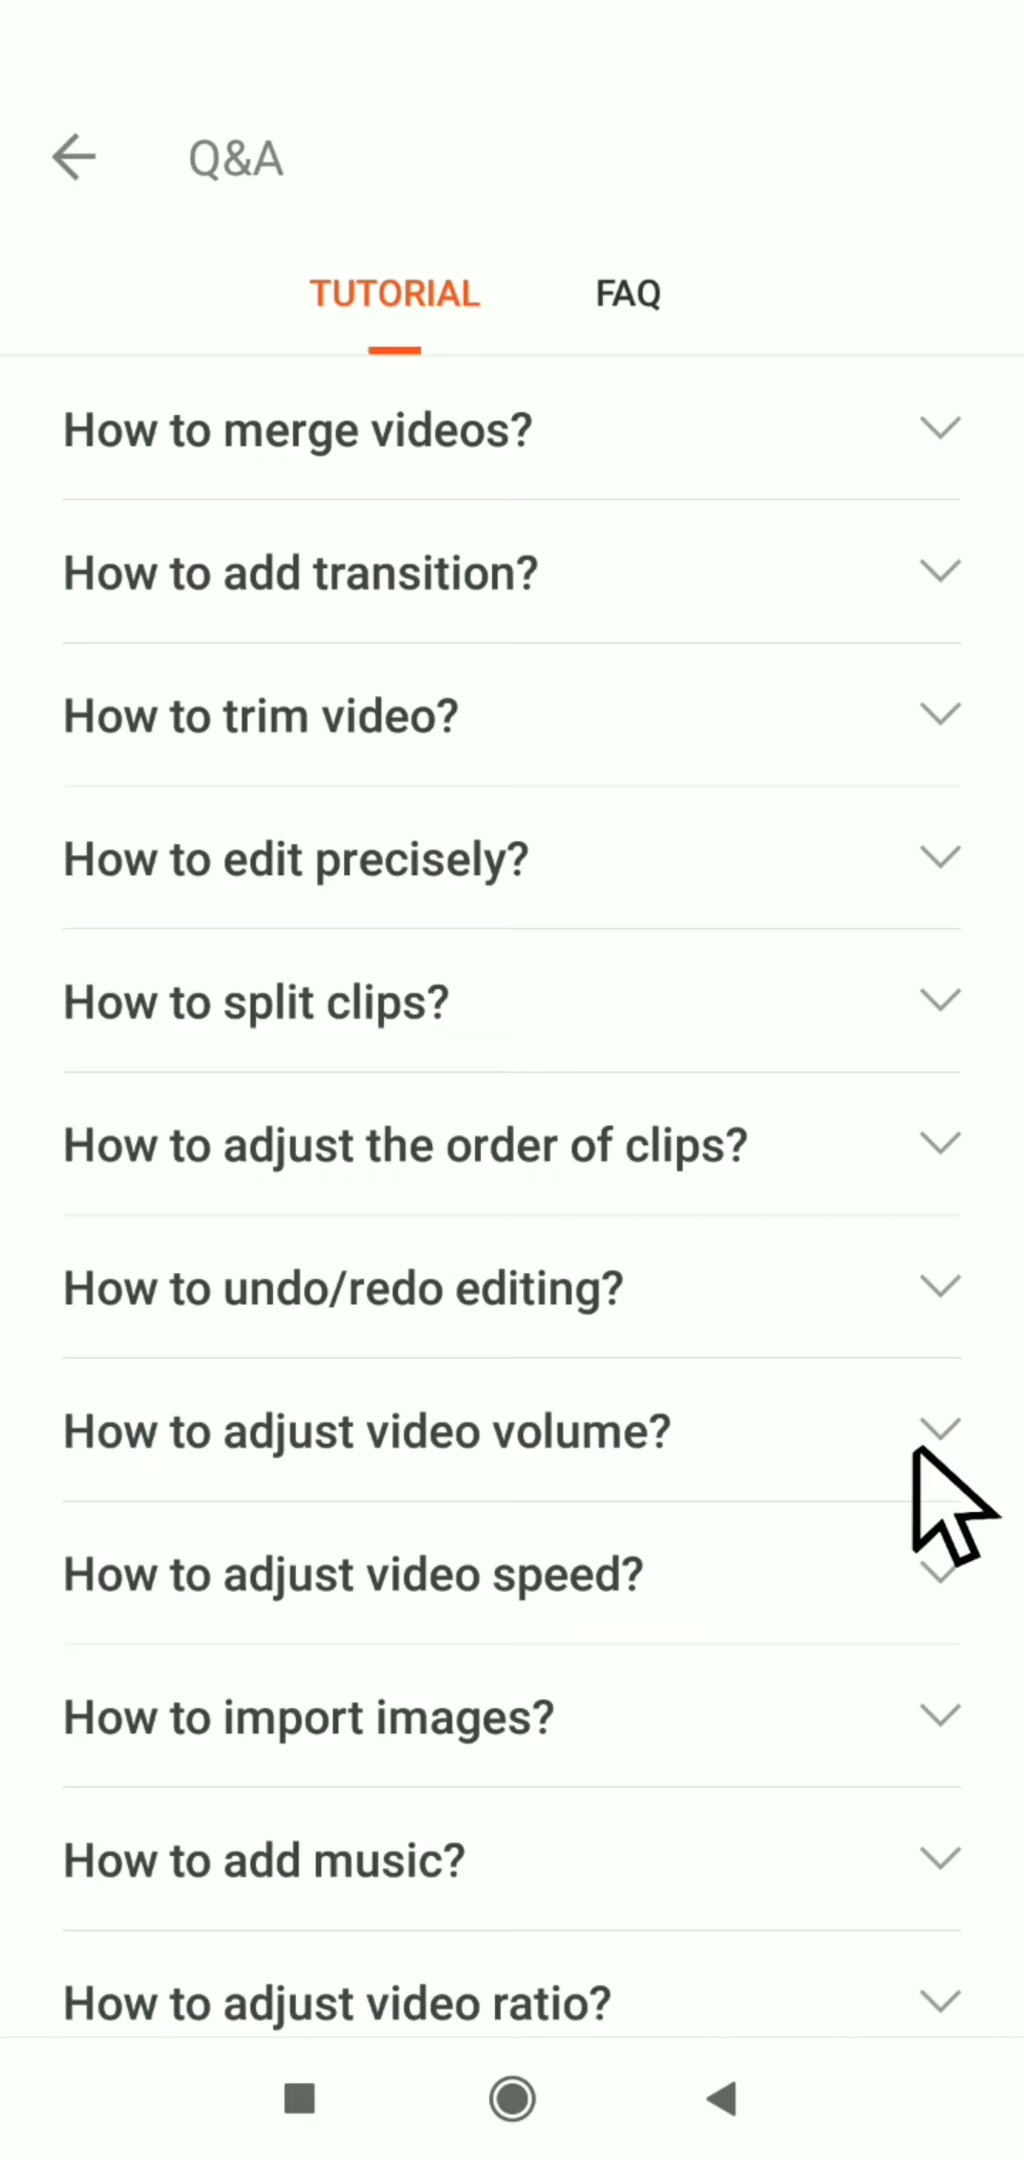 Q&A
TUTORIAL FAQ
How to merge videos?
How to add transition?
How to trim video?
How to edit precisely?
How to split clips?
How to adjust the order of clips?
How to undo/redo editing?
How to adjust video volume?
How to adjust video speed?
How to import images?
How to add music?
How to adjust video ratio?